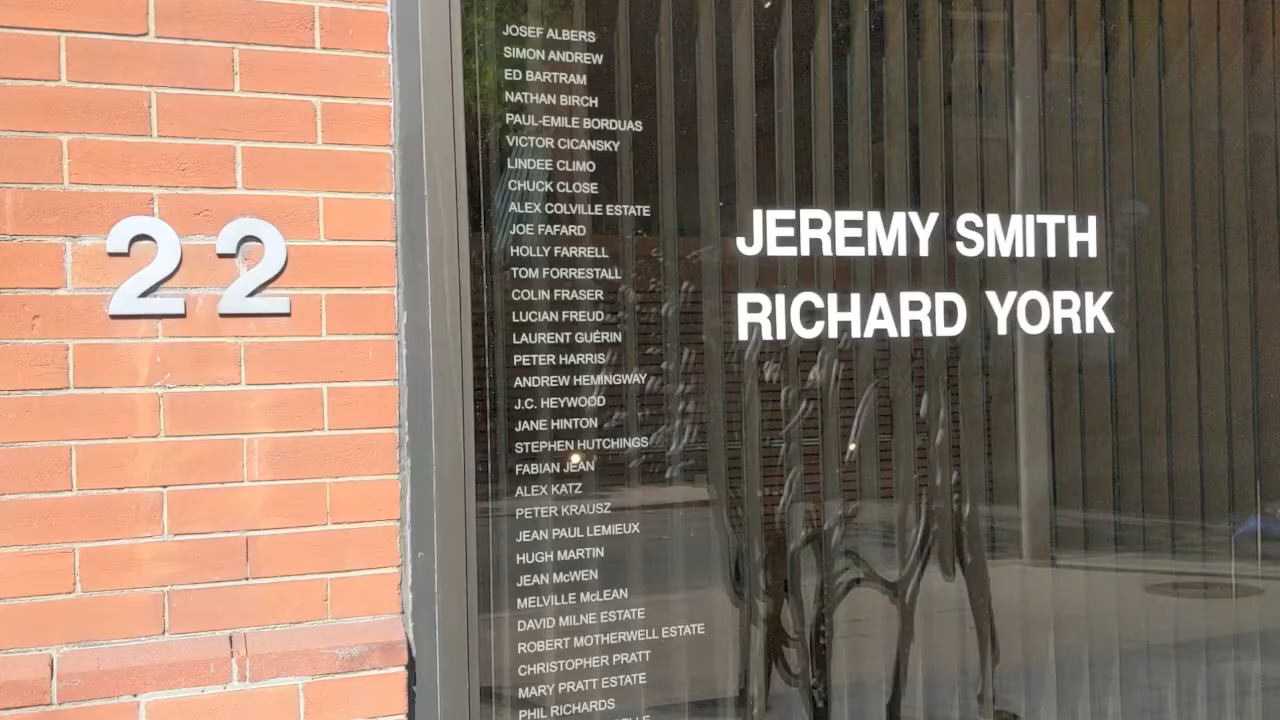 22
JOSEF ALBERS
SIMON ANDREW
ED BARTRAM
NATHAN BIRCH
PAUL-EMILE BORDUAS
VICTOR CICANSKY
LINDEE CLIMO
CHUCK CLOSE
ALEX COLVILLE ESTATE
JOE FAFARD
HOLLY FARRELL
TOM FORRESTALL
COLIN FRASER
LUCIAN FREUD
LAURENT GUÉRIN
PETER HARRIS
ANDREW HEMINGWAY
J.C. HEYWOOD
JANE HINTON
STEPHEN HUTCHINGS
FABIAN JEAN
ALEX KATZ
PETER KRAUSZ
JEAN PAUL LEMIEUX
HUGH MARTIN
JEAN McWEN
MELVILLE McLEAN
DAVID MILNE ESTATE
ROBERT MOTHERWELL ESTATE
CHRISTOPHER PRATT
MARY PRATT ESTATE
PHIL RICHARDS
JEREMY SMITH
RICHARD YORK